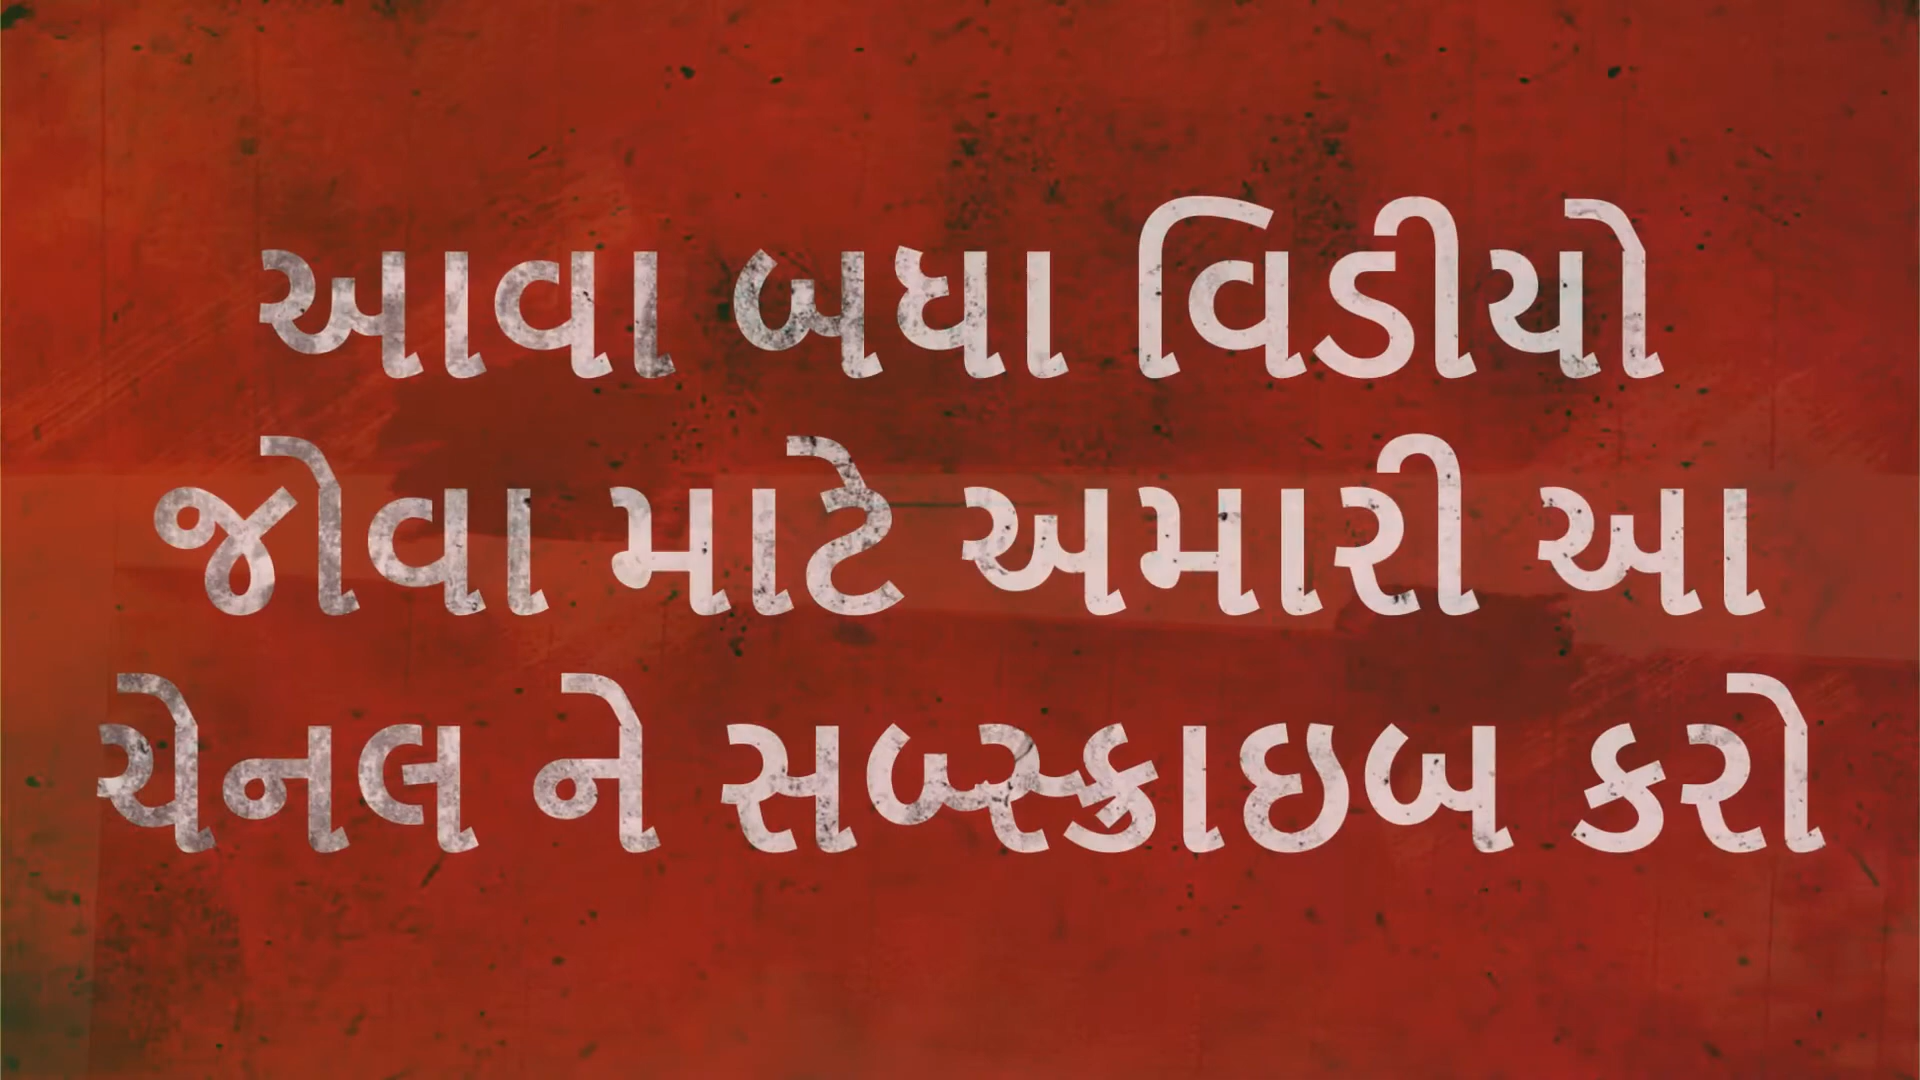 આવા બધા વિડીયો
જોવા માટે અમારી આ
ચેનલ ને સબ્સ્ક્રાઇબ કરો